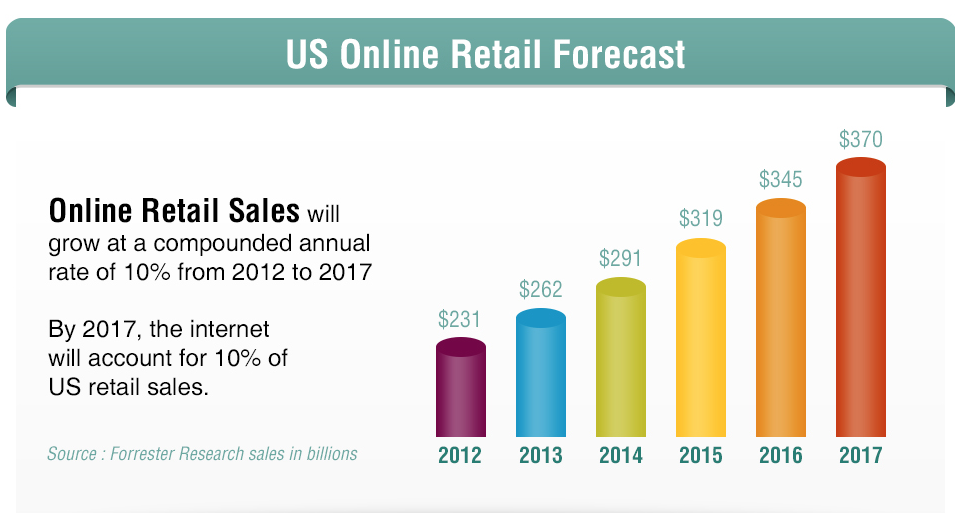 US Online Retail Forecast
Online Retail Sales will
grow at a compounded annual
rate of 10% from 2012 to 2017
By 2017, the internet
will account for 10% of
US retail sales.
Source : Forrester Research sales in billions
$231
$262
$291
$319
$345
$370
2012
2013
2014
2015
2016
2017